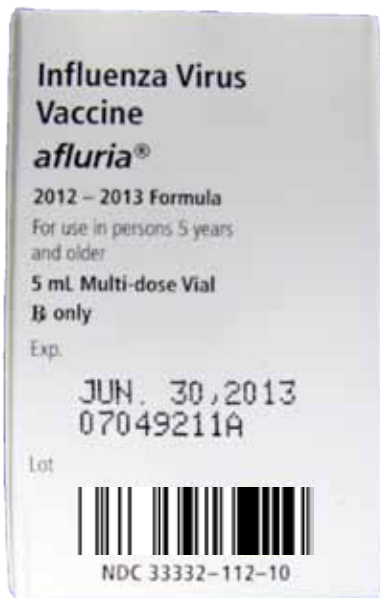 Influenza Virus
Vaccine
afluria®
2012 – 2013 Formula
For use in persons 5 years
and older
5 mL Multi-dose Vial
℞ only
Exp.
JUN. 30,2013
07049211A
Lot
NDC 33332-112-10